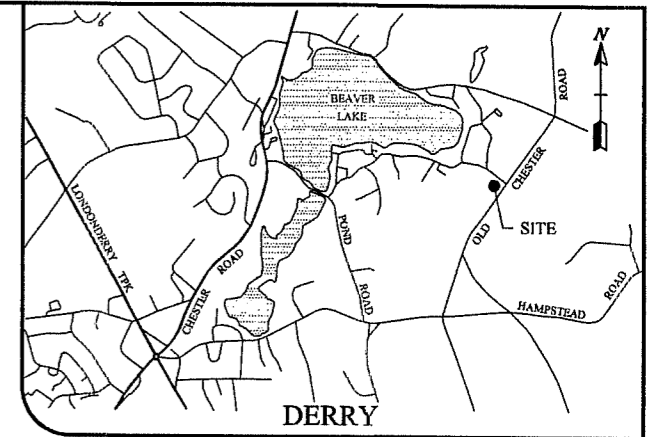 N
BEAVER
LAKE
ROAD
OLD CHESTER
SITE
LONDONDERRY TPK
POND
ROAD
CHESTER ROAD
HAMPSTEAD
ROAD
DERRY